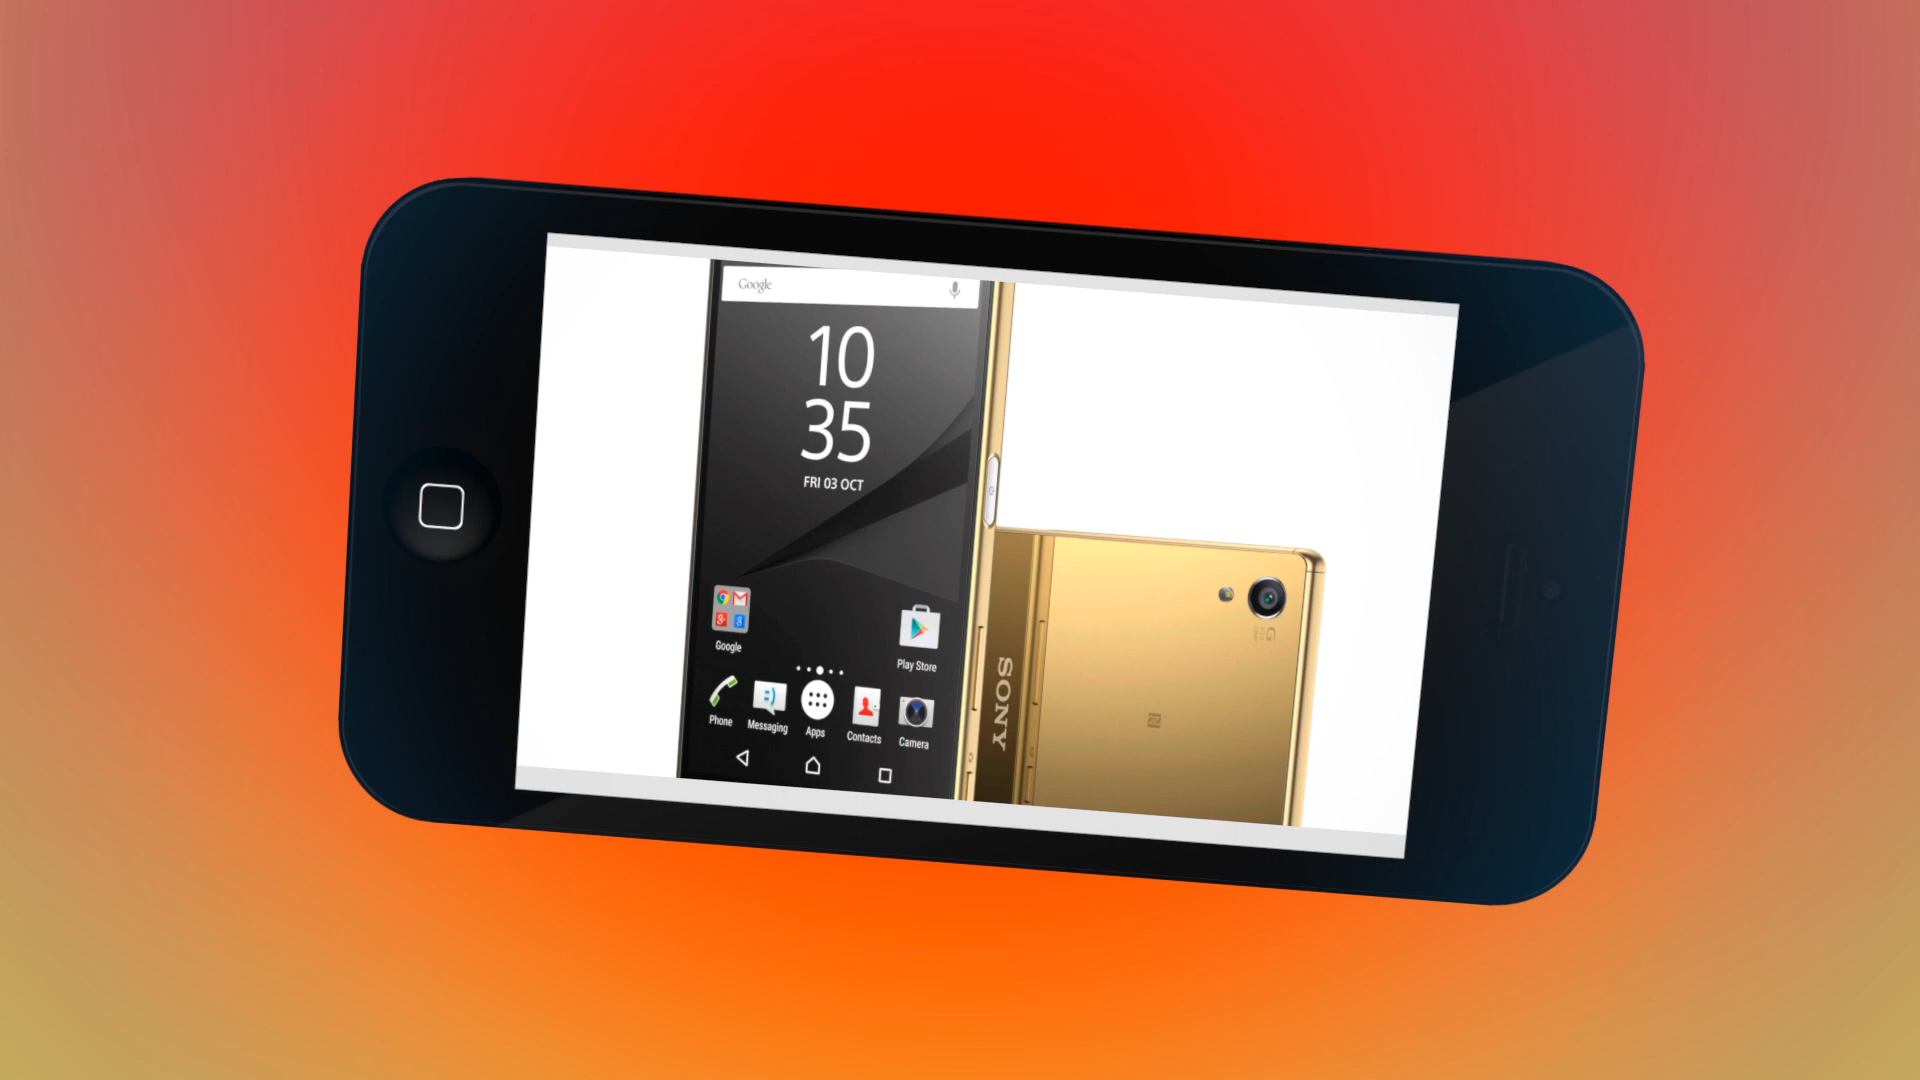 Google
10
35
FRI 03 OCT
Google
Play Store
Phone
Messaging
Apps
Contacts
Camera
SONY
G